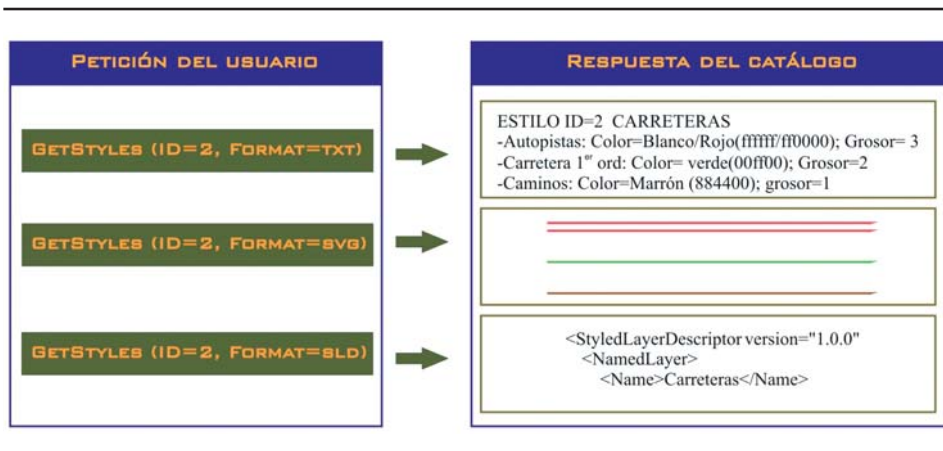 PETICIÓN DEL USUARIO
GETSTYLES (ID=2, FORMAT=TXT)
GETSTYLES (ID=2, FORMAT=SVG)
GETSTYLES (ID=2, FORMAT=SLD)
RESPUESTA DEL CATÁLOGO
ESTILO ID=2 CARRETERAS
-Autopistas: Color=Blanco/Rojo(ffffff/ff0000); Grosor= 3
-Carretera 1er ord: Color= verde(00ff00); Grosor=2
-Caminos: Color=Marrón (884400); grosor=1
<StyledLayerDescriptor version="1.0.0"
<NamedLayer>
<Name>Carreteras</Name>